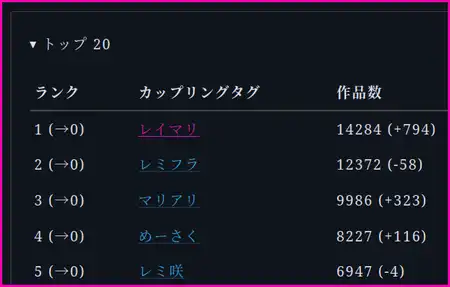 ▼ トップ 20
ランク カップリングタグ 作品数
1 (→0) レイマリ 14284 (+794)
2 (→0) レミフラ 12372 (-58)
3 (→0) マリアリ 9986 (+323)
4 (→0) めーさく 8227 (+116)
5 (→0) レミ咲 6947 (-4)